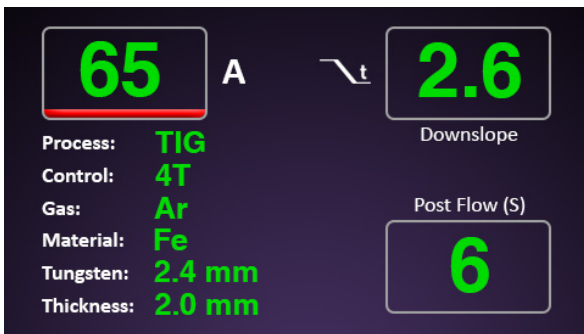 65 A t 2.6
Downslope
Process: TIG
Control: 4T
Gas: Ar
Material: Fe
Tungsten: 2.4 mm
Thickness: 2.0 mm
Post Flow (S)
6